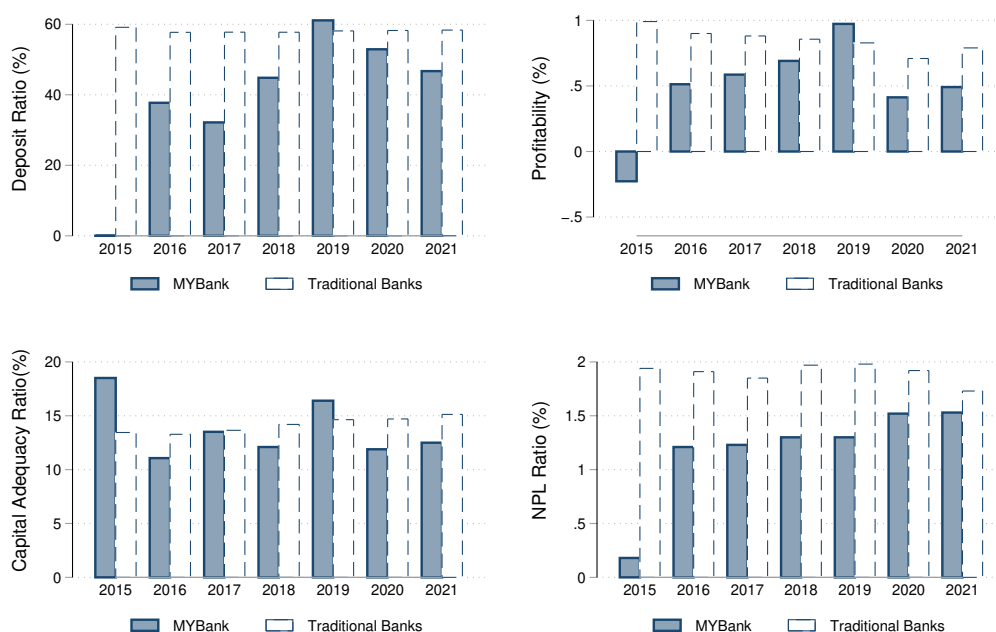 Deposit Ratio (%)
60
40
20
0
2015 2016 2017 2018 2019 2020 2021
MYBank Traditional Banks
Profitability (%)
1
.5
0
−.5
2015 2016 2017 2018 2019 2020 2021
MYBank Traditional Banks
Capital Adequacy Ratio(%)
20
15
10
5
0
2015 2016 2017 2018 2019 2020 2021
MYBank Traditional Banks
NPL Ratio (%)
2
1.5
1
.5
0
2015 2016 2017 2018 2019 2020 2021
MYBank Traditional Banks